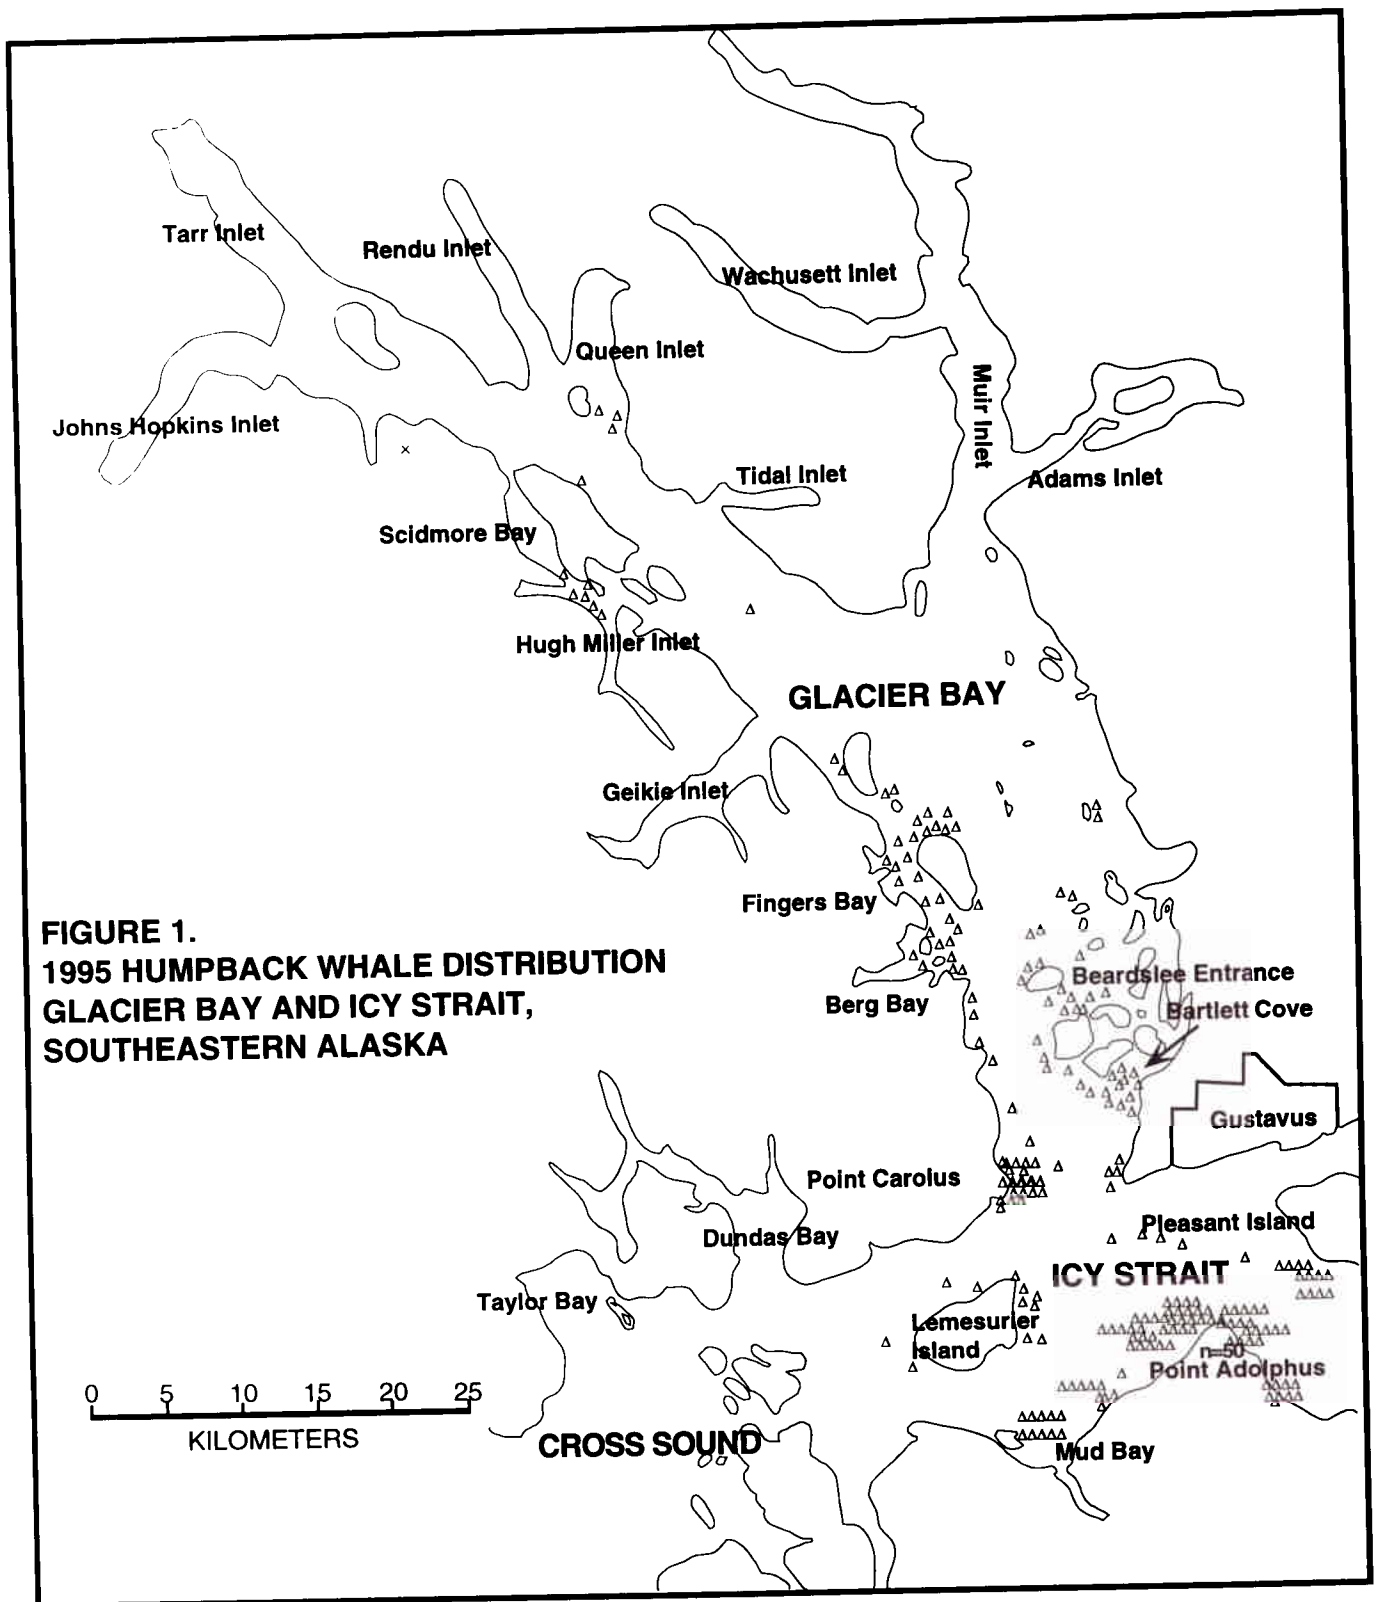 Tarr Inlet
Rendu Inlet
Wachusett Inlet
Queen Inlet
Muir Inlet
Johns Hopkins Inlet
Tidal Inlet
Adams Inlet
Scidmore Bay
Hugh Miller Inlet
GLACIER BAY
Geikie Inlet
Fingers Bay
FIGURE 1.
1995 HUMPBACK WHALE DISTRIBUTION
GLACIER BAY AND ICY STRAIT,
SOUTHEASTERN ALASKA
Beardslee Entrance
Berg Bay
Bartlett Cove
Gustavus
Point Carolus
Pleasant Island
Dundas Bay
ICY STRAIT
Taylor Bay
Lemesurier
Island
n=50
Point Adolphus
0 5 10 15 20 25
KILOMETERS
CROSS SOUND
Mud Bay